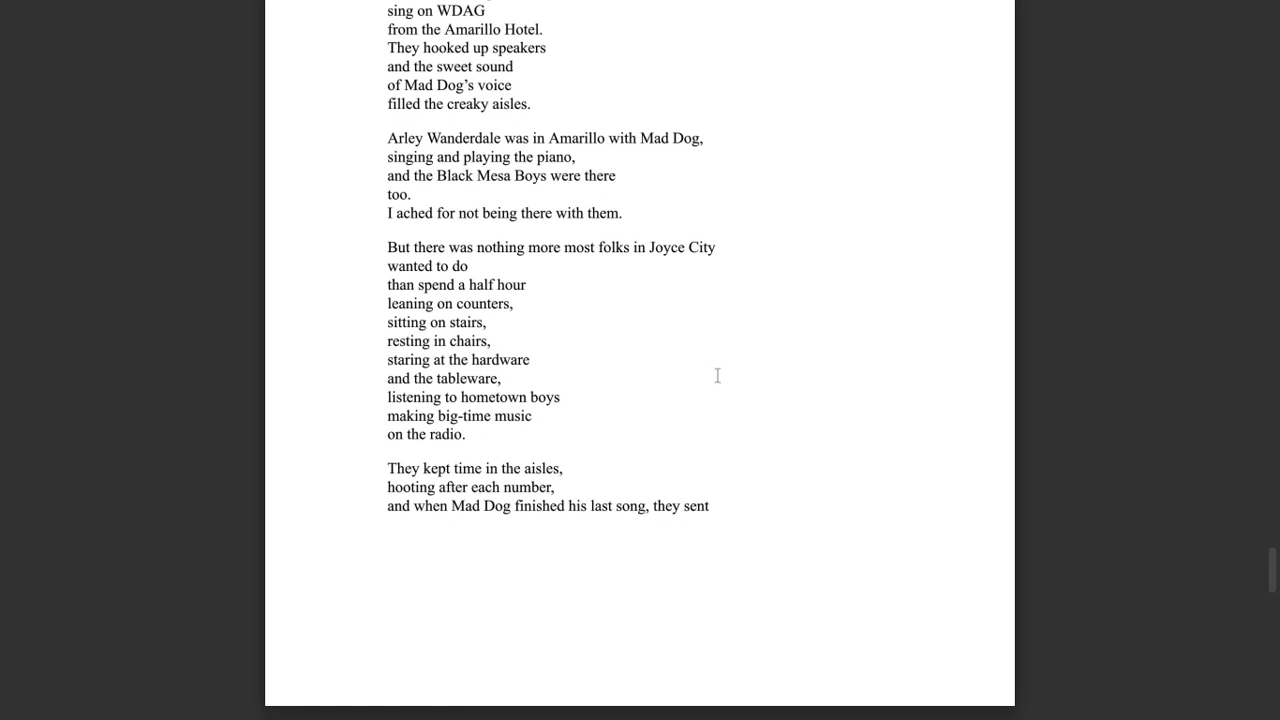 sing on WDAG
from the Amarillo Hotel.
They hooked up speakers
and the sweet sound
of Mad Dog’s voice
filled the creaky aisles.
Arley Wanderdale was in Amarillo with Mad Dog,
singing and playing the piano,
and the Black Mesa Boys were there
too.
I ached for not being there with them.
But there was nothing more most folks in Joyce City
wanted to do
than spend a half hour
leaning on counters,
sitting on stairs,
resting in chairs,
staring at the hardware
and the tableware,
listening to hometown boys
making big-time music
on the radio.
They kept time in the aisles,
hooting after each number,
and when Mad Dog finished his last song, they sent